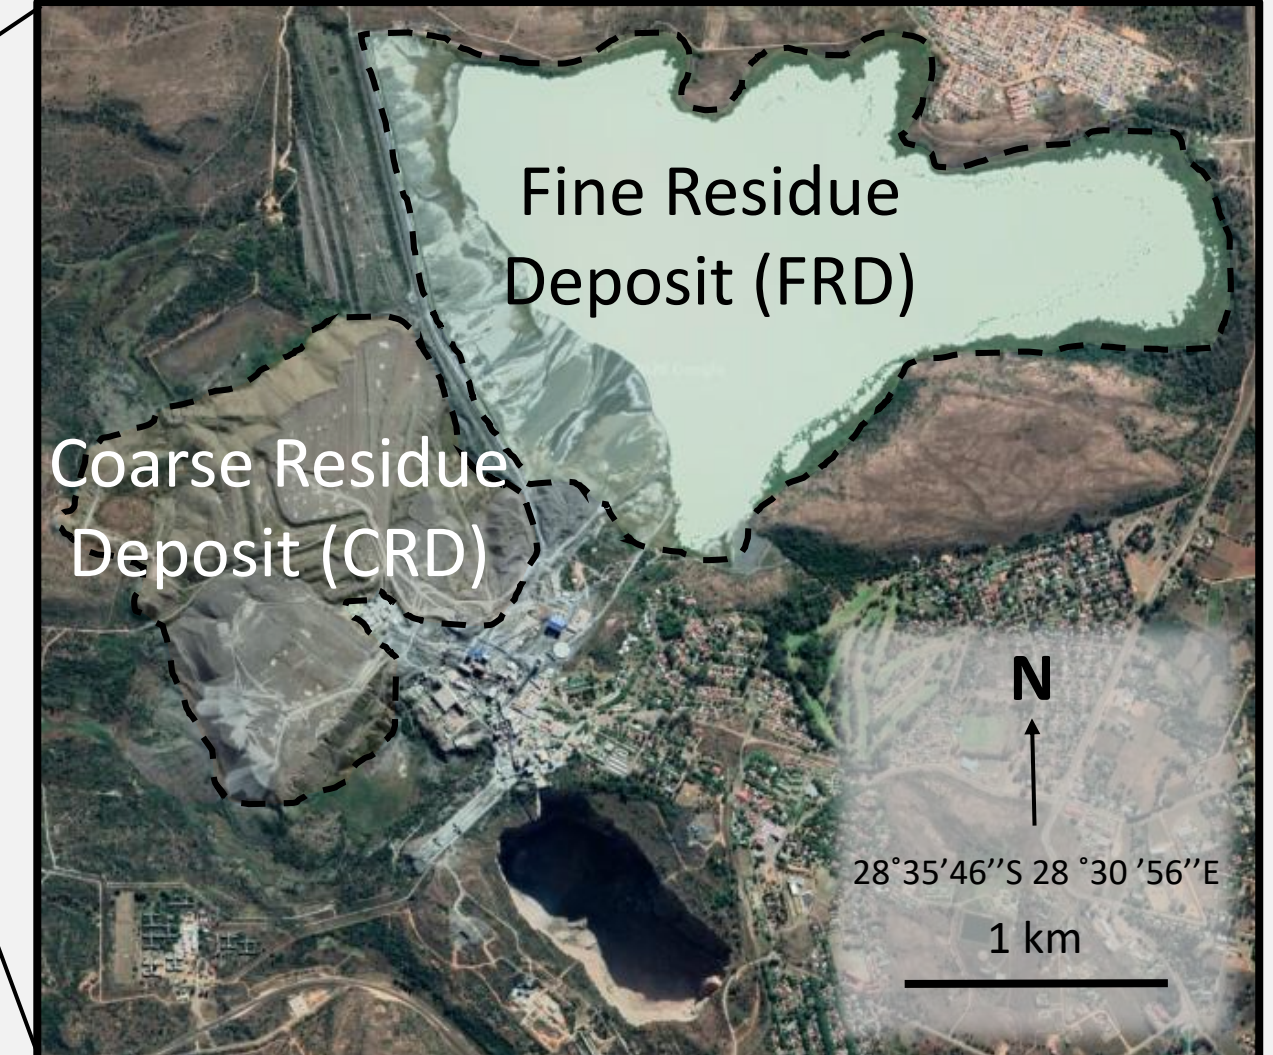 Fine Residue
Deposit (FRD)
Coarse Residue
Deposit (CRD)
N
28˚35’46’’S 28 ˚30 ’56’’E
1 km